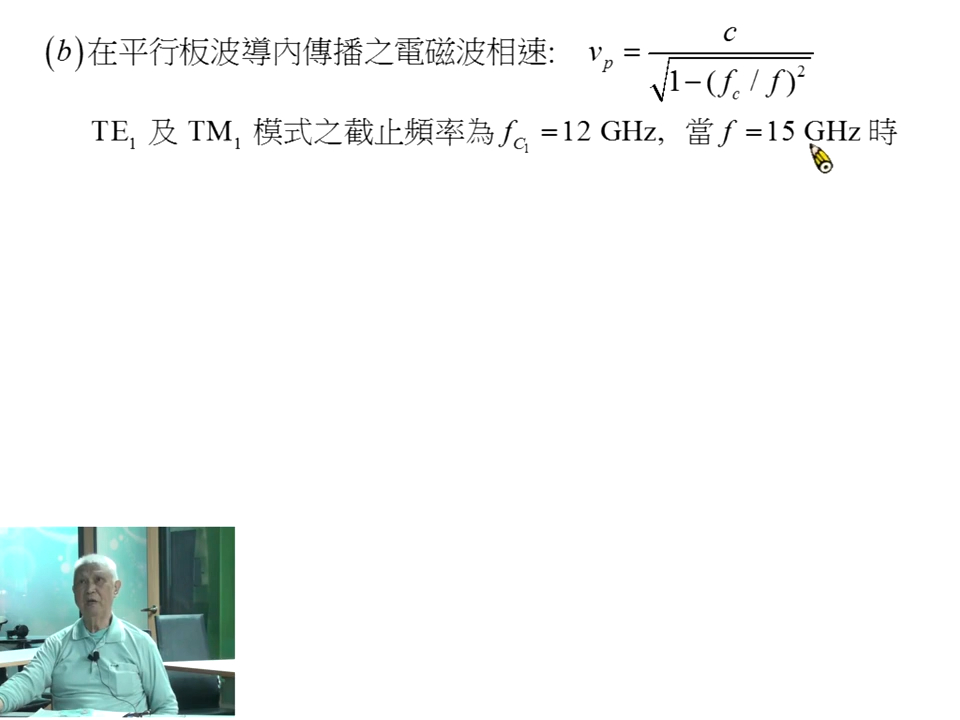 (b)在平行板波導內傳播之電磁波相速: v_p = c / √(1−(f_c / f)²)
TE₁ 及 TM₁ 模式之截止頻率為 f_{C₁} =12 GHz, 當 f =15 GHz 時